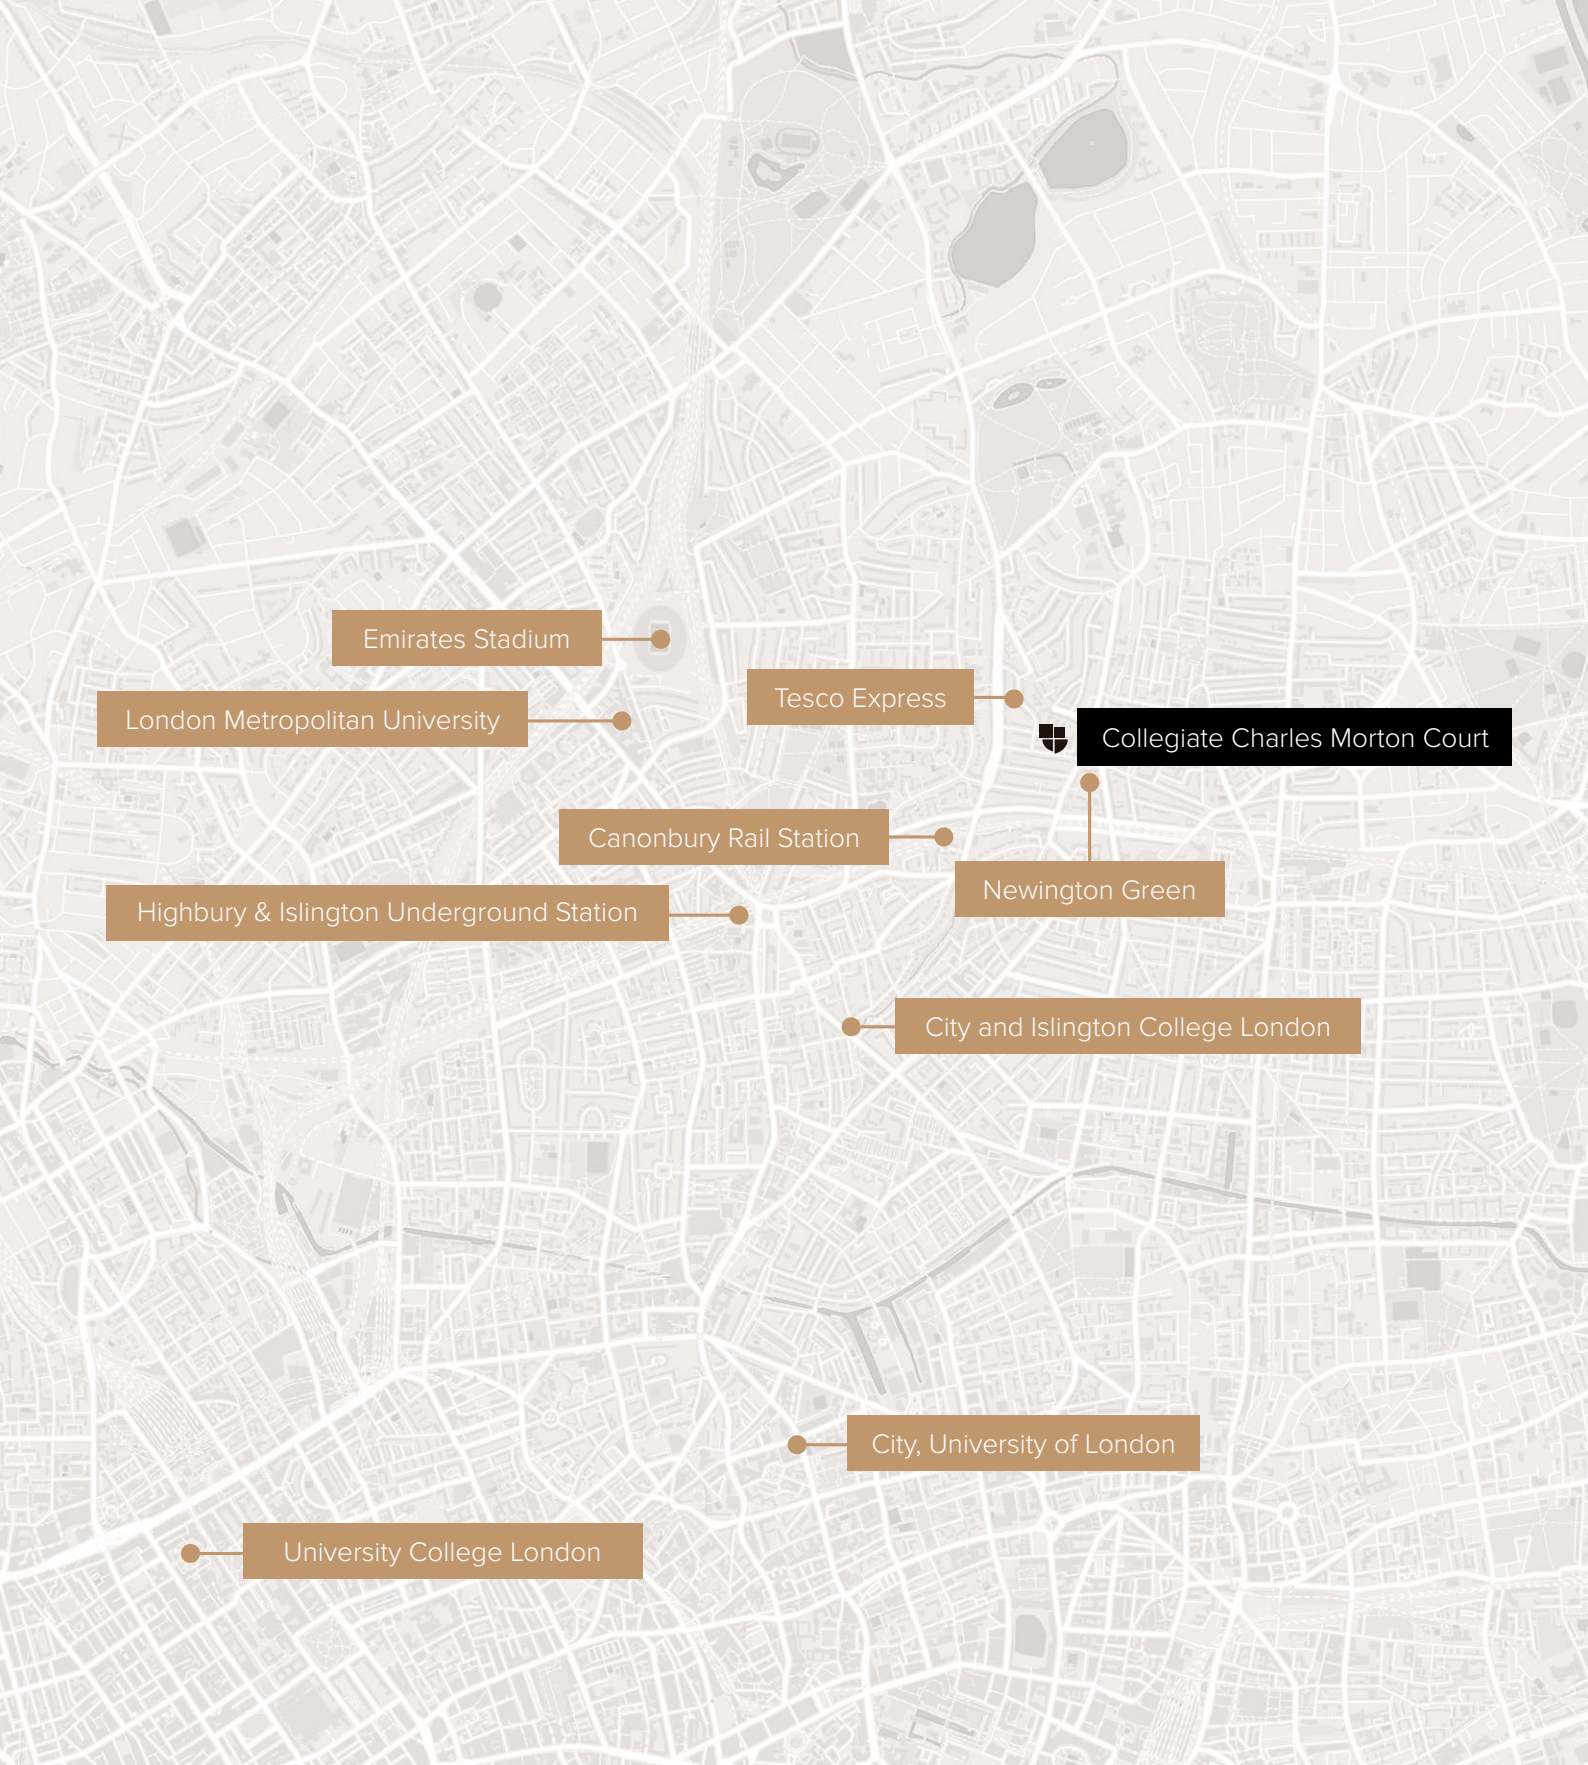 Emirates Stadium
London Metropolitan University
Tesco Express
Collegiate Charles Morton Court
Canonbury Rail Station
Newington Green
Highbury & Islington Underground Station
City and Islington College London
City, University of London
University College London